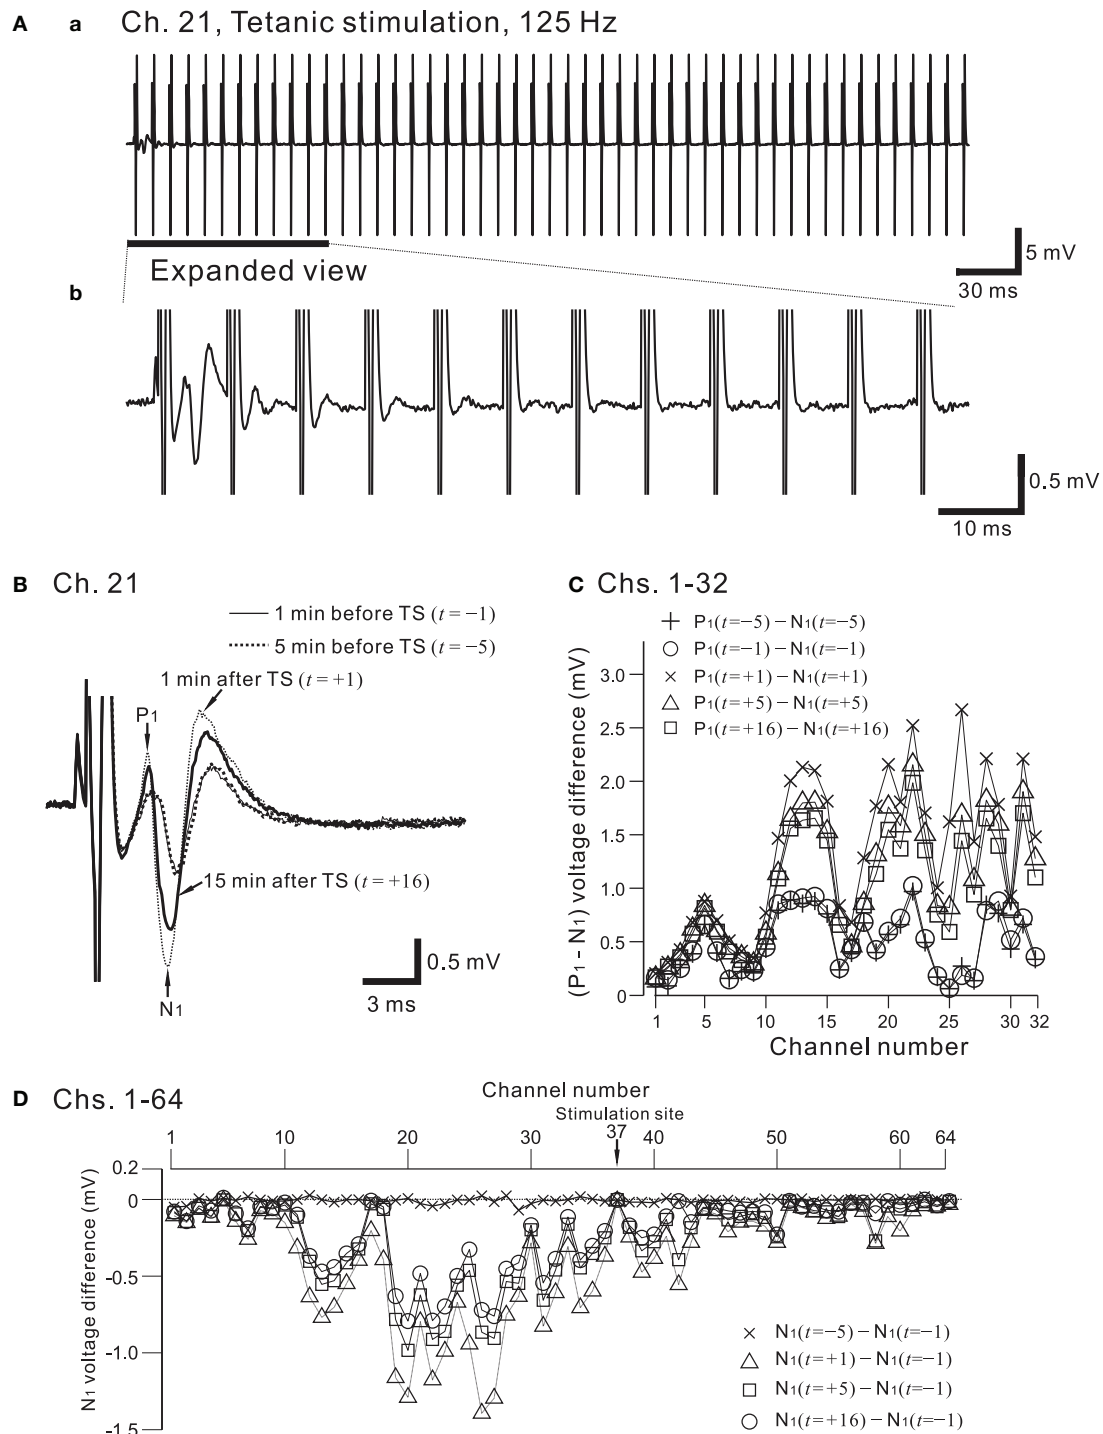 A a Ch. 21, Tetanic stimulation, 125 Hz
5 mV
30 ms
Expanded view
b
0.5 mV
10 ms
B Ch. 21
1 min before TS (t = −1)
5 min before TS (t = −5)
1 min after TS (t = +1)
P1
15 min after TS (t = +16)
N1
0.5 mV
3 ms
C Chs. 1-32
P1(t=−5) − N1(t=−5)
P1(t=−1) − N1(t=−1)
P1(t=+1) − N1(t=+1)
P1(t=+5) − N1(t=+5)
P1(t=+16) − N1(t=+16)
(P1 - N1) voltage difference (mV)
3.0
2.5
2.0
1.5
1.0
0.5
0
1 5 10 15 20 25 30 32
Channel number
D Chs. 1-64
Channel number
Stimulation site
37
1 10 20 30 40 50 60 64
N1 voltage difference (mV)
0.2
0
-0.5
-1.0
-1.5
N1(t=−5) − N1(t=−1)
N1(t=+1) − N1(t=−1)
N1(t=+5) − N1(t=−1)
N1(t=+16) − N1(t=−1)